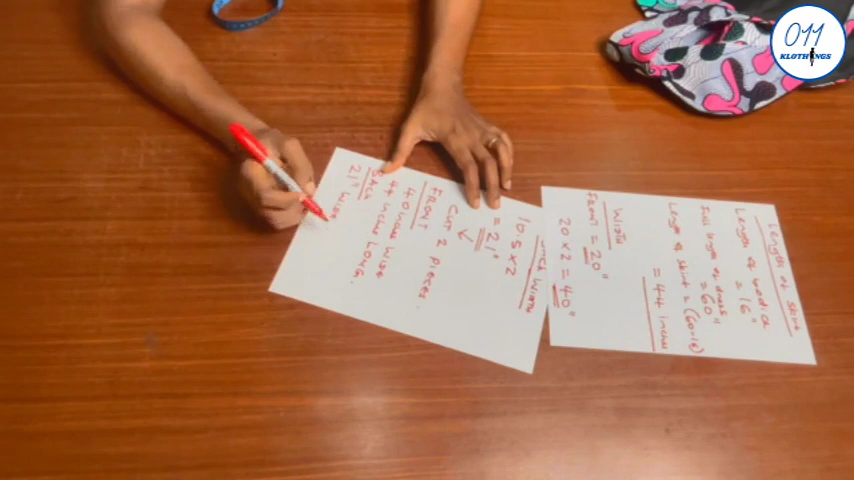 Length of skirt
Length of bodice
= 16"
Full length of dress
= 60"
Length of skirt = (60-16)
= 44 inches
Width
FRONT = 20"
20 x 2 = 40"
Width
10.5 x 2
= 21"
Cut 2 pieces.
FRONT
40 inches wide
44 inches LONG.
BACK
21" wide
011
KLOTHINGS